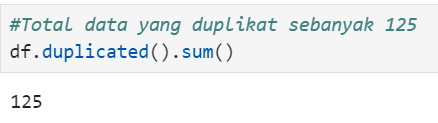 #Total data yang duplikat sebanyak 125
df.duplicated().sum()
125